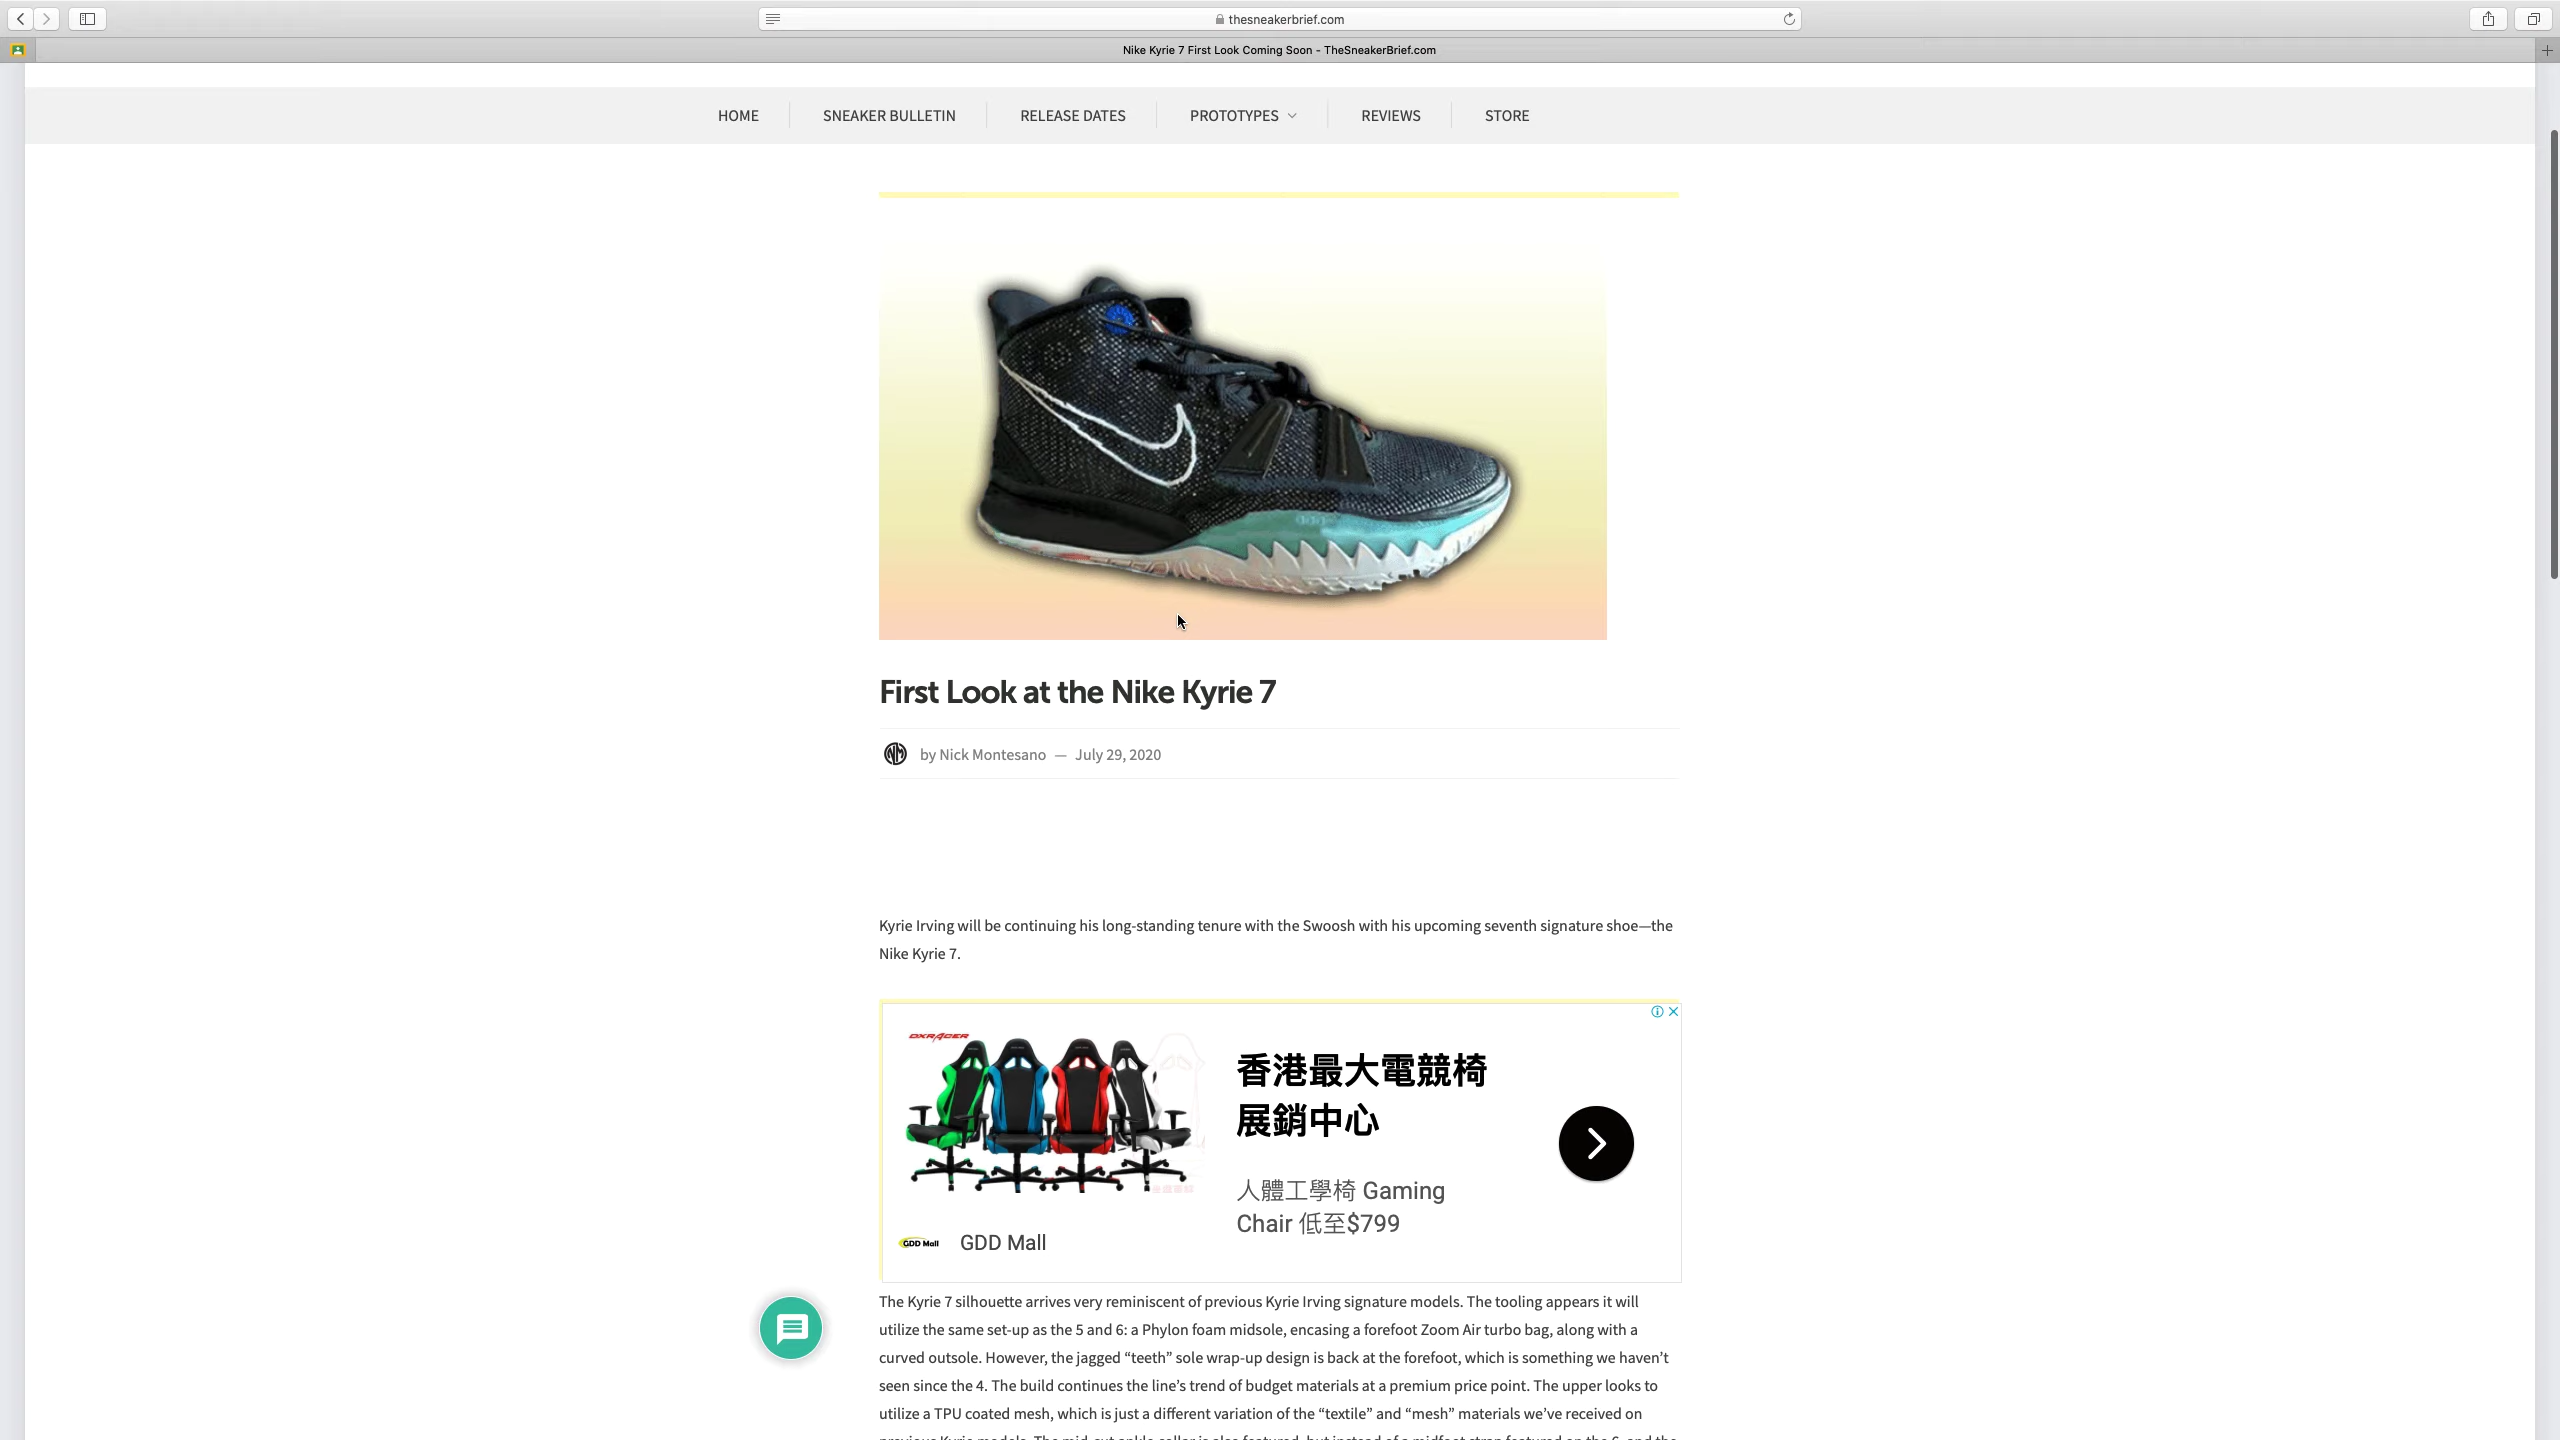 thesneakerbrief.com
Nike Kyrie 7 First Look Coming Soon - TheSneakerBrief.com
HOME
SNEAKER BULLETIN
RELEASE DATES
PROTOTYPES
REVIEWS
STORE
First Look at the Nike Kyrie 7
by Nick Montesano — July 29, 2020
Kyrie Irving will be continuing his long-standing tenure with the Swoosh with his upcoming seventh signature shoe—the
Nike Kyrie 7.
DXRACER
香港最大電競椅
展銷中心
人體工學椅 Gaming
Chair 低至$799
GDD Mall
GDD Mall
The Kyrie 7 silhouette arrives very reminiscent of previous Kyrie Irving signature models. The tooling appears it will
utilize the same set-up as the 5 and 6: a Phylon foam midsole, encasing a forefoot Zoom Air turbo bag, along with a
curved outsole. However, the jagged “teeth” sole wrap-up design is back at the forefoot, which is something we haven’t
seen since the 4. The build continues the line’s trend of budget materials at a premium price point. The upper looks to
utilize a TPU coated mesh, which is just a different variation of the “textile” and “mesh” materials we’ve received on